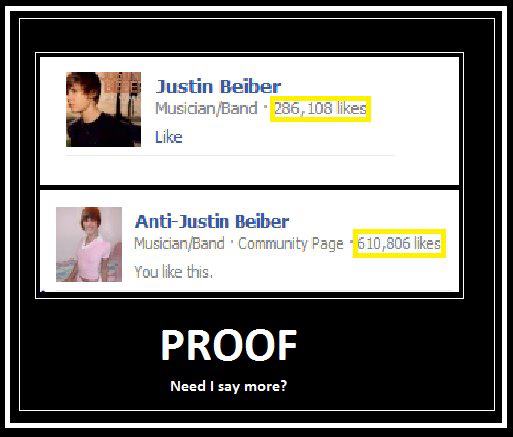 Justin Beiber
Musician/Band · 286,108 likes
Like
Anti-Justin Beiber
Musician/Band · Community Page · 610,806 likes
You like this.
PROOF
Need I say more?